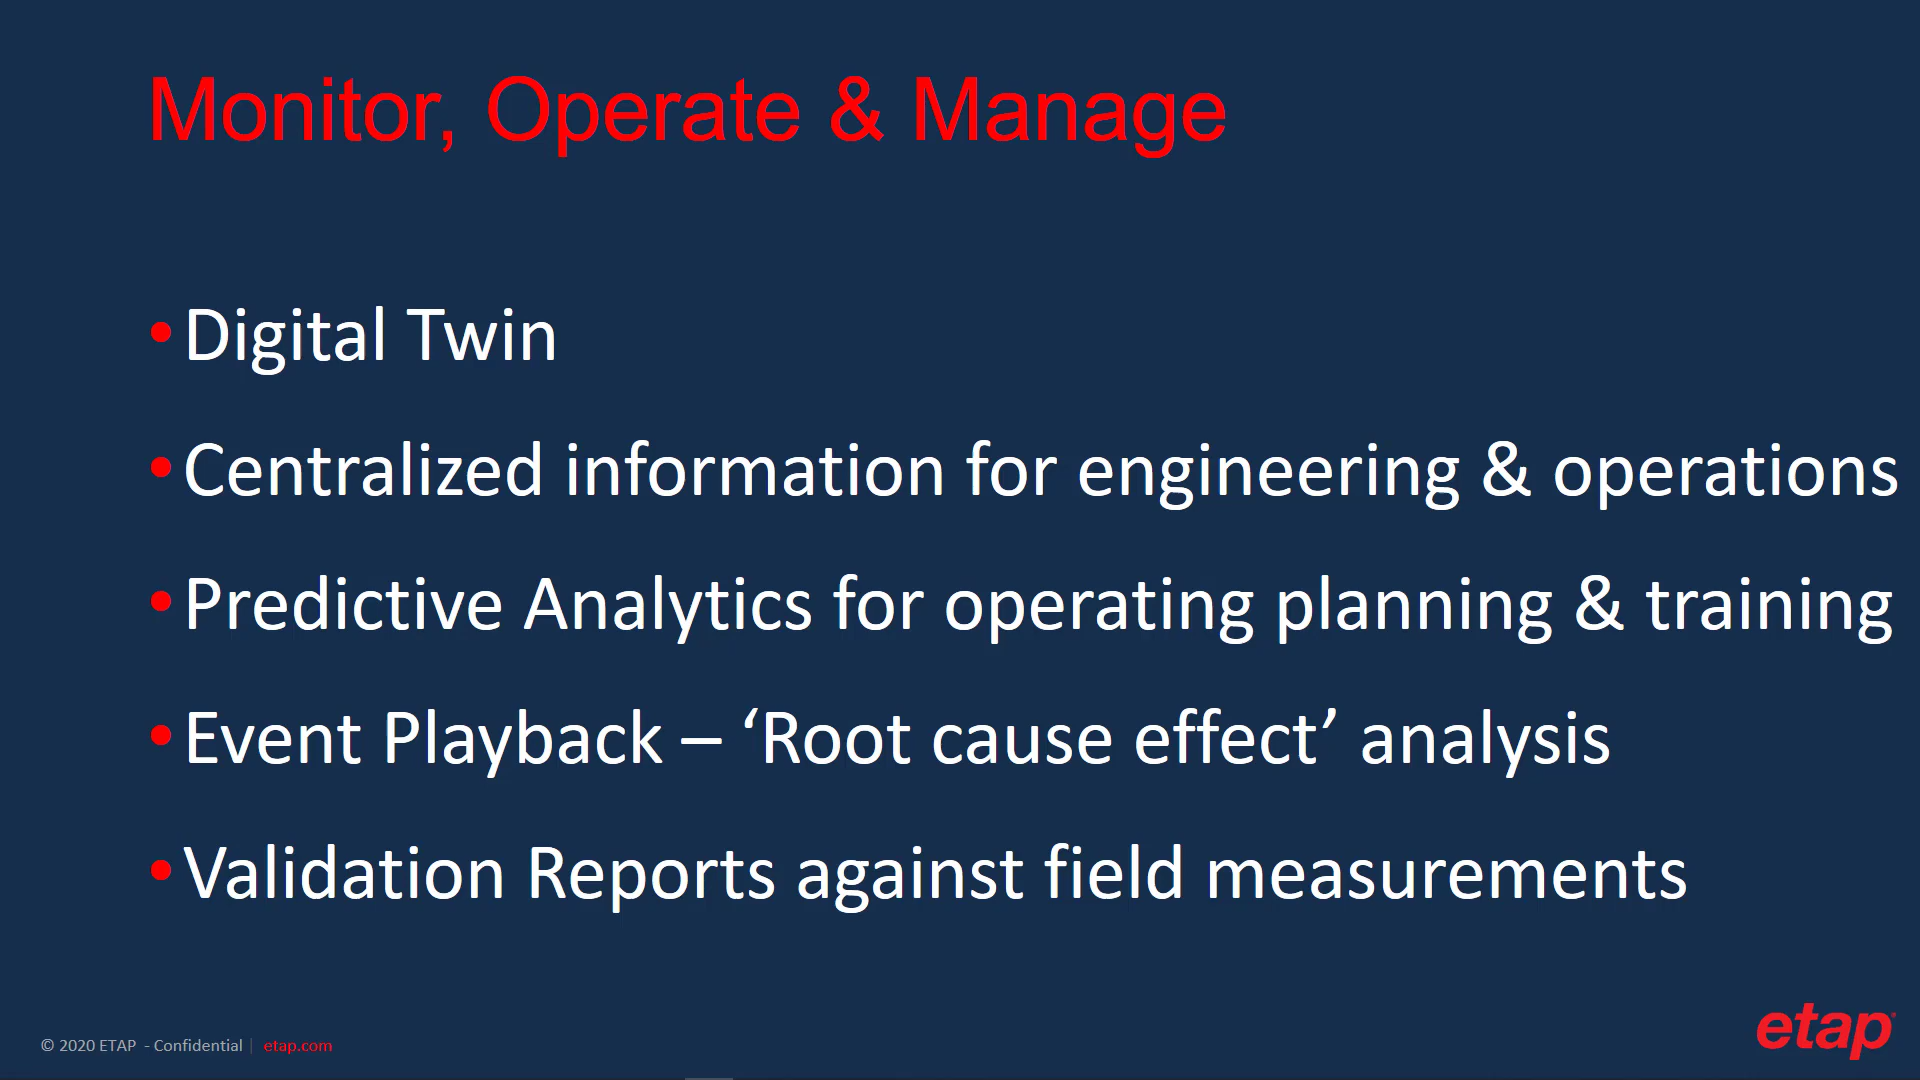 Monitor, Operate & Manage
• Digital Twin
• Centralized information for engineering & operations
• Predictive Analytics for operating planning & training
• Event Playback – ‘Root cause effect’ analysis
• Validation Reports against field measurements
© 2020 ETAP - Confidential | etap.com
etap